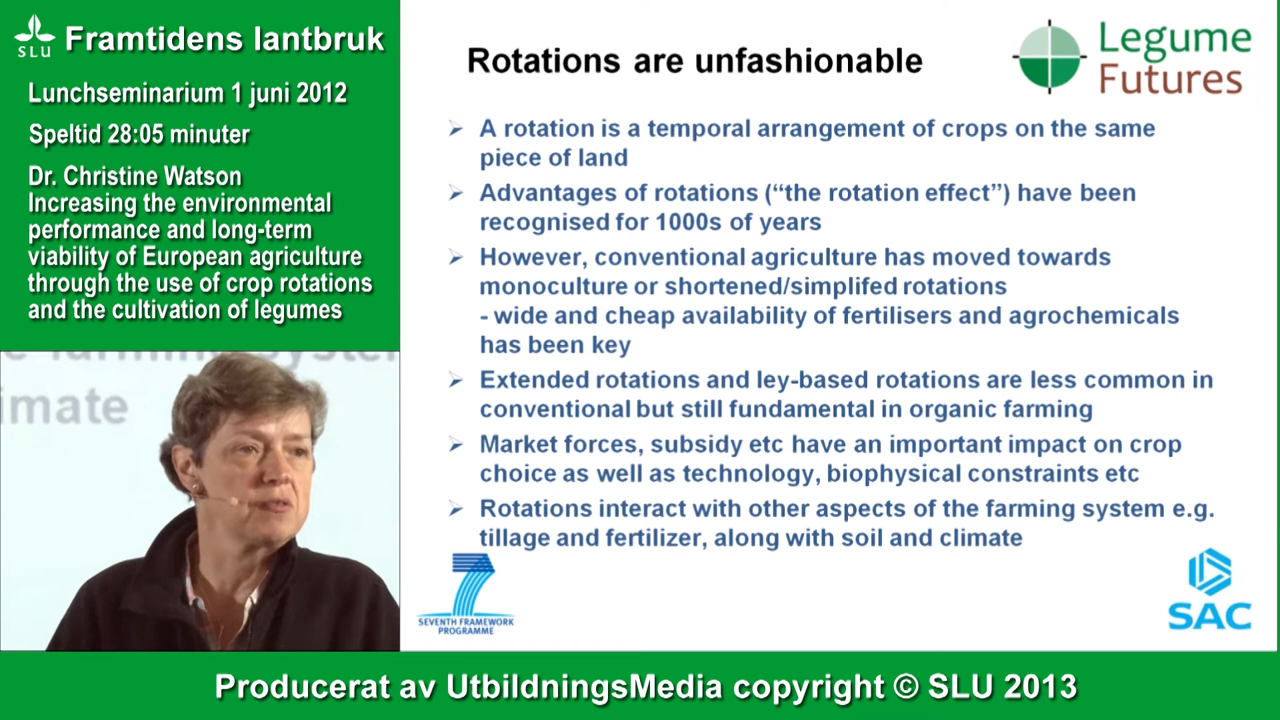 SLU
Framtidens lantbruk
Lunchseminarium 1 juni 2012
Speltid 28:05 minuter
Dr. Christine Watson
Increasing the environmental
performance and long-term
viability of European agriculture
through the use of crop rotations
and the cultivation of legumes
imate
Rotations are unfashionable
Legume
Futures
➢ A rotation is a temporal arrangement of crops on the same
piece of land
➢ Advantages of rotations (“the rotation effect”) have been
recognised for 1000s of years
➢ However, conventional agriculture has moved towards
monoculture or shortened/simplifed rotations
- wide and cheap availability of fertilisers and agrochemicals
has been key
➢ Extended rotations and ley-based rotations are less common in
conventional but still fundamental in organic farming
➢ Market forces, subsidy etc have an important impact on crop
choice as well as technology, biophysical constraints etc
➢ Rotations interact with other aspects of the farming system e.g.
tillage and fertilizer, along with soil and climate
7
SEVENTH FRAMEWORK
PROGRAMME
SAC
Producerat av UtbildningsMedia copyright © SLU 2013